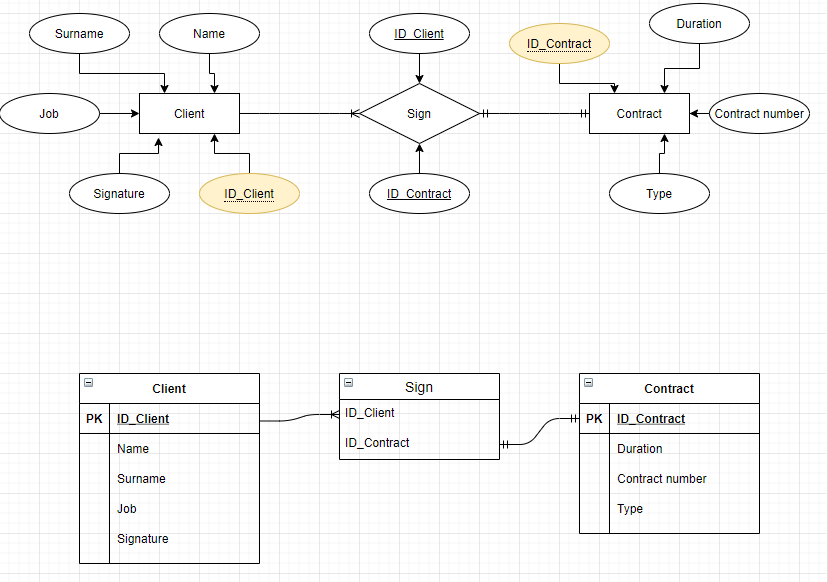 Surname
Name
ID_Client
ID_Contract
Duration
Job
Client
Sign
Contract
Contract number
Signature
ID_Client
ID_Contract
Type
Client
Sign
Contract
PK
ID_Client
ID_Client
PK
ID_Contract
Name
ID_Contract
Duration
Surname
Contract number
Job
Type
Signature